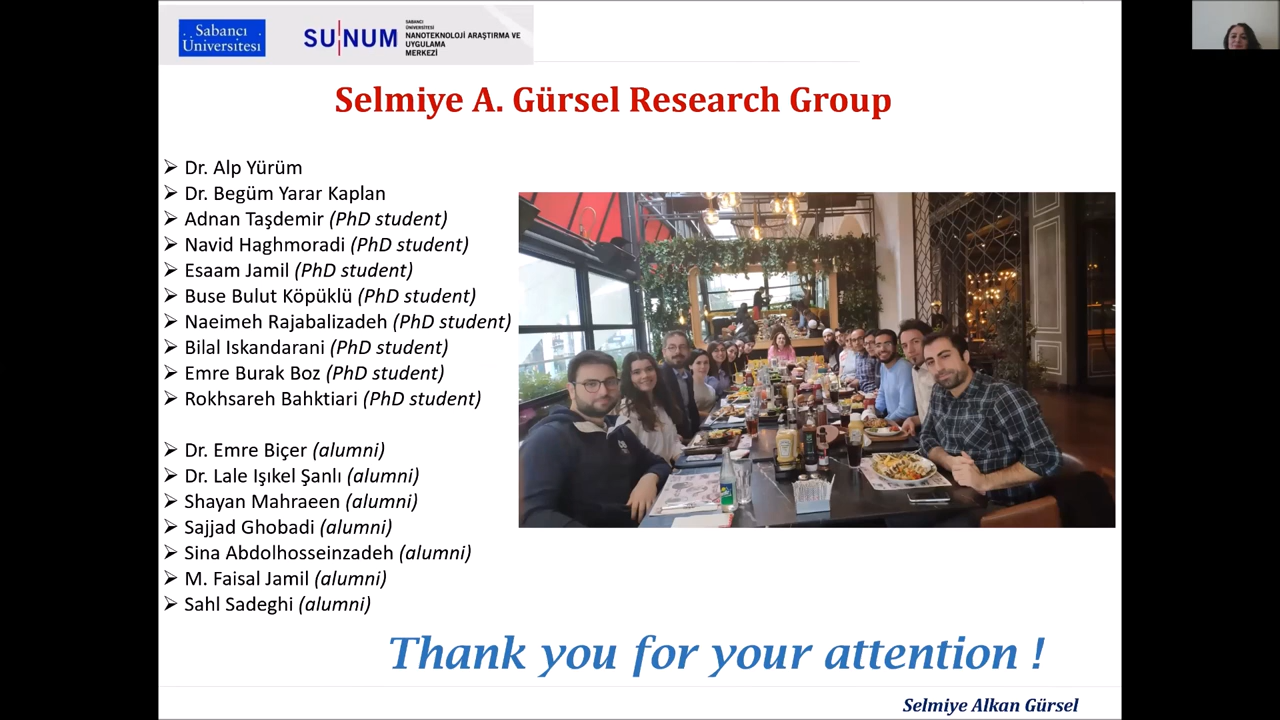 Sabancı
Üniversitesi
SUNUM
SABANCI
ÜNİVERSİTESİ
NANOTEKNOLOJİ ARAŞTIRMA VE
UYGULAMA
MERKEZİ
Selmiye A. Gürsel Research Group
➢ Dr. Alp Yürüm
➢ Dr. Begüm Yarar Kaplan
➢ Adnan Taşdemir (PhD student)
➢ Navid Haghmoradi (PhD student)
➢ Esaam Jamil (PhD student)
➢ Buse Bulut Köpüklü (PhD student)
➢ Naeimeh Rajabalizadeh (PhD student)
➢ Bilal Iskandarani (PhD student)
➢ Emre Burak Boz (PhD student)
➢ Rokhsareh Bahktiari (PhD student)
➢ Dr. Emre Biçer (alumni)
➢ Dr. Lale Işıkel Şanlı (alumni)
➢ Shayan Mahraeen (alumni)
➢ Sajjad Ghobadi (alumni)
➢ Sina Abdolhosseinzadeh (alumni)
➢ M. Faisal Jamil (alumni)
➢ Sahl Sadeghi (alumni)
Thank you for your attention !
Selmiye Alkan Gürsel